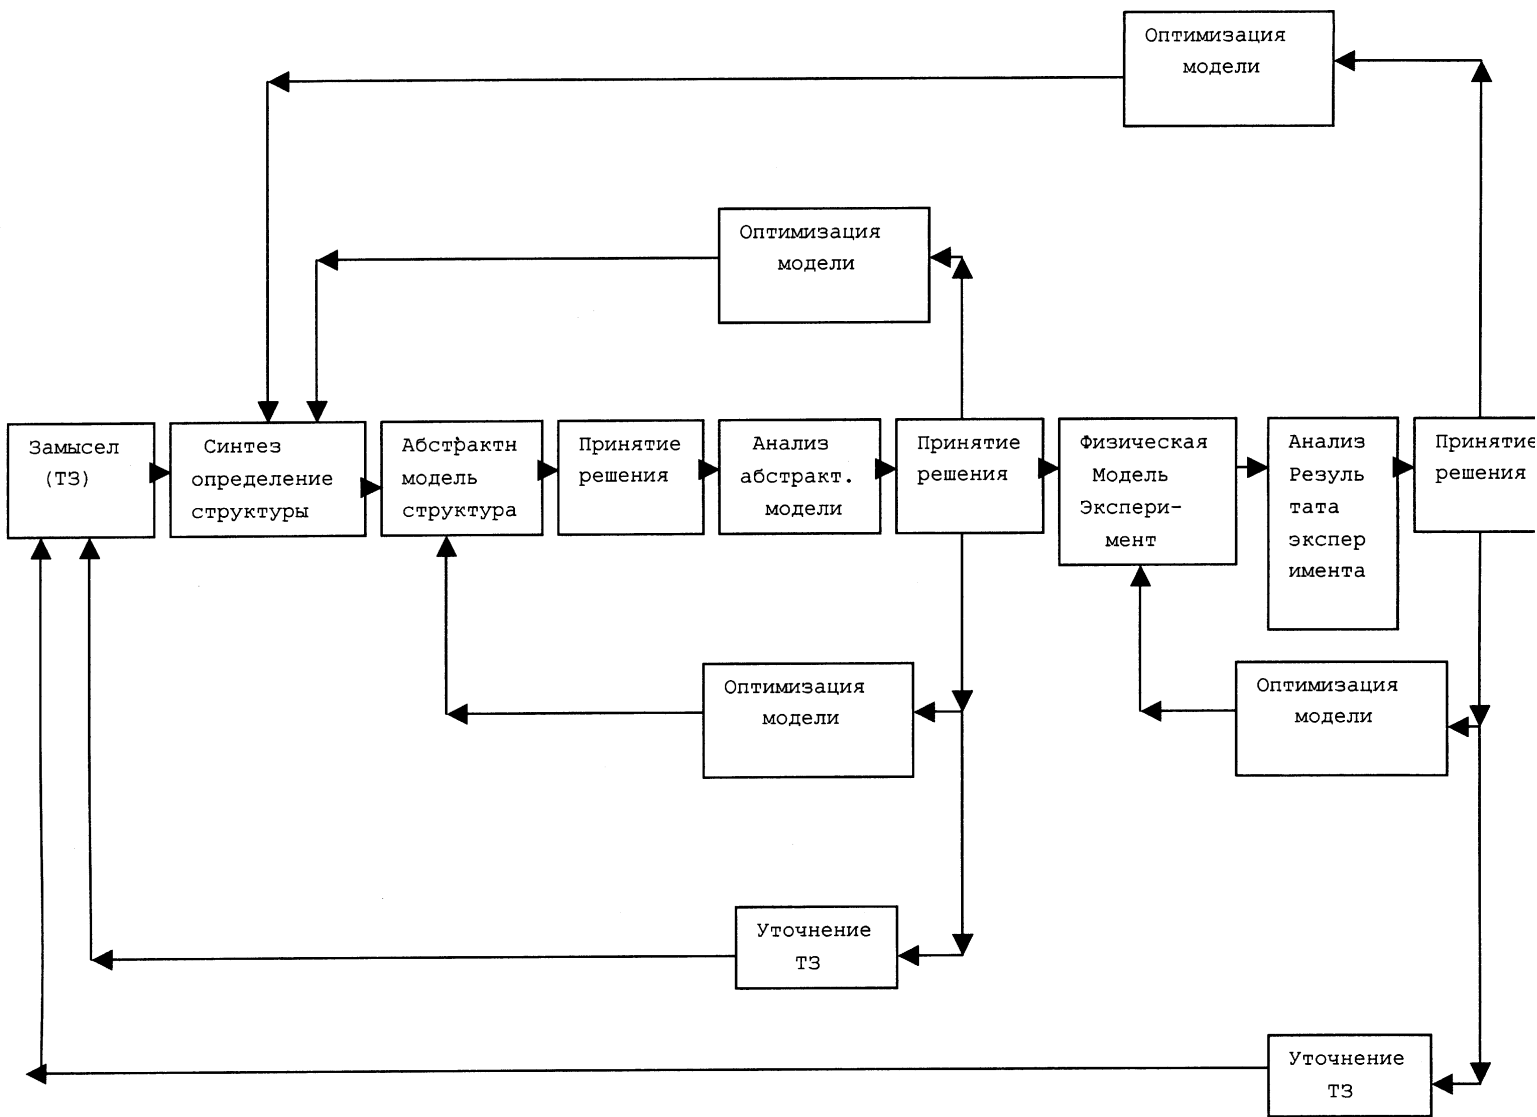 Оптимизация
модели
Оптимизация
модели
Замысел
(ТЗ)
Синтез
определение
структуры
Абстрактн
модель
структура
Принятие
решения
Анализ
абстракт.
модели
Принятие
решения
Физическая
Модель
Экспери-
мент
Анализ
Резуль
тата
экспер
имента
Принятие
решения
Оптимизация
модели
Оптимизация
модели
Уточнение
ТЗ
Уточнение
ТЗ